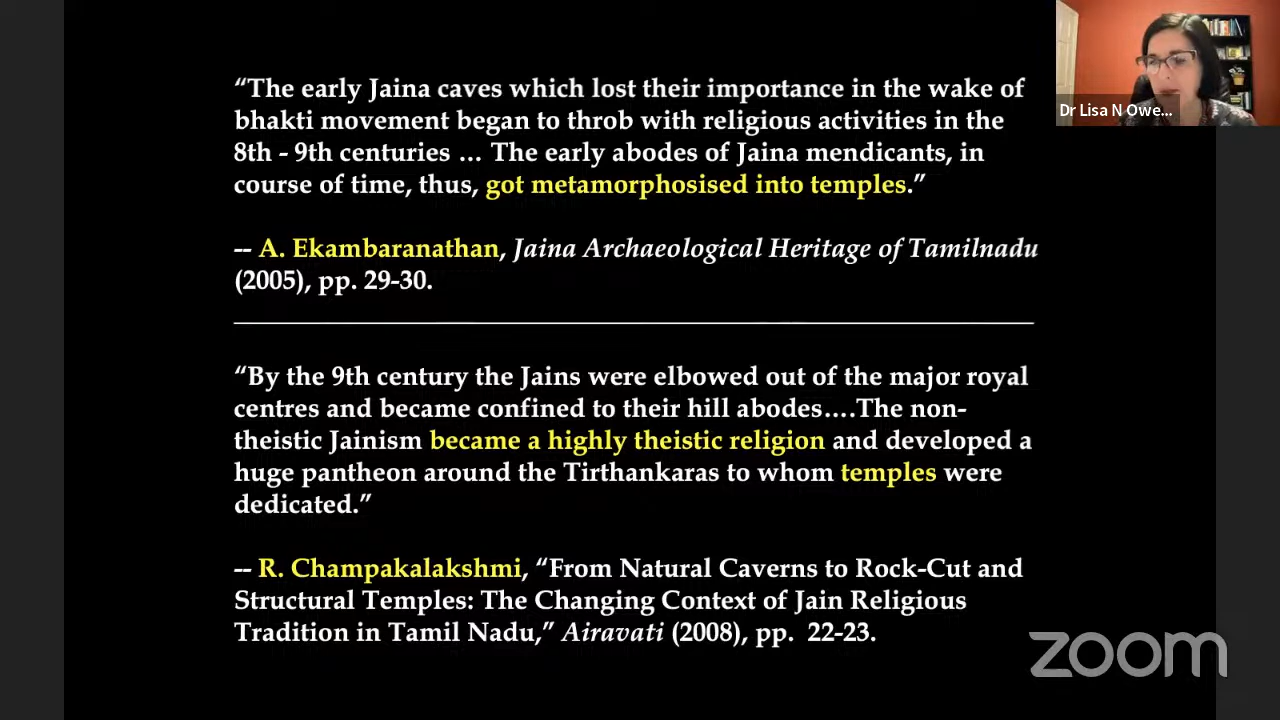 “The early Jaina caves which lost their importance in the wake of
bhakti movement began to throb with religious activities in the
8th - 9th centuries … The early abodes of Jaina mendicants, in
course of time, thus, got metamorphosised into temples.”
-- A. Ekambaranathan, Jaina Archaeological Heritage of Tamilnadu
(2005), pp. 29-30.
“By the 9th century the Jains were elbowed out of the major royal
centres and became confined to their hill abodes….The non-
theistic Jainism became a highly theistic religion and developed a
huge pantheon around the Tirthankaras to whom temples were
dedicated.”
-- R. Champakalakshmi, “From Natural Caverns to Rock-Cut and
Structural Temples: The Changing Context of Jain Religious
Tradition in Tamil Nadu,” Airavati (2008), pp. 22-23.
Dr Lisa N Owe...
zoom